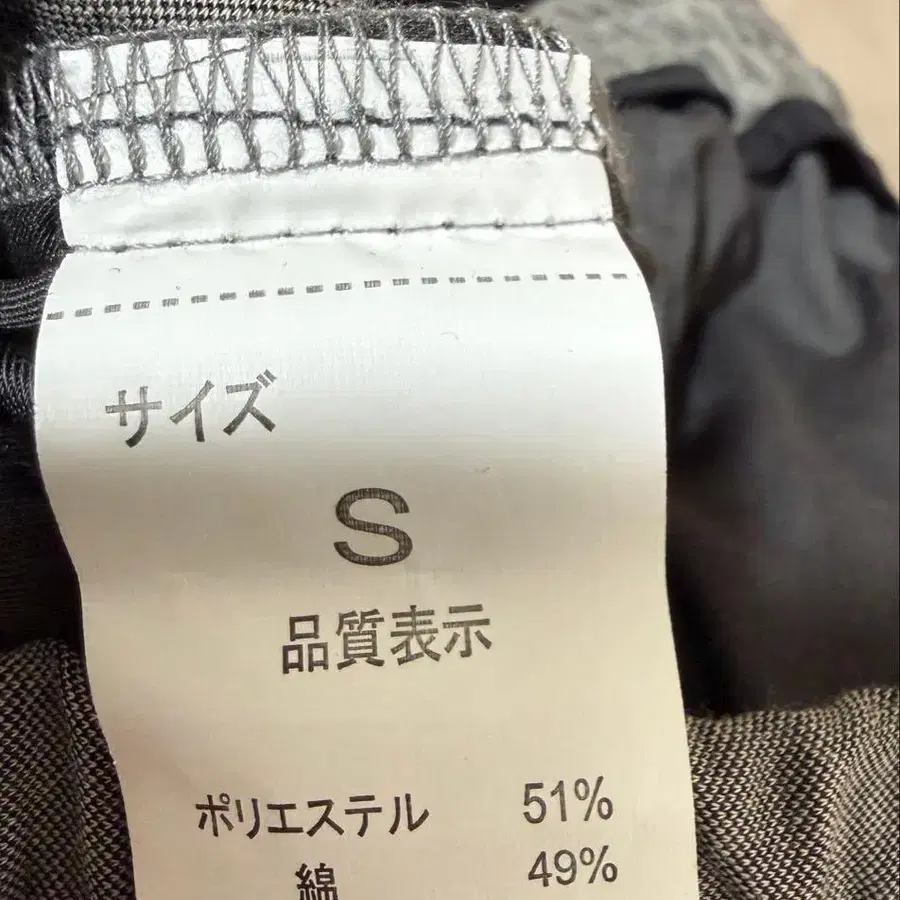 サイズ
S
品質表示
ポリエステル 51%
綿 49%